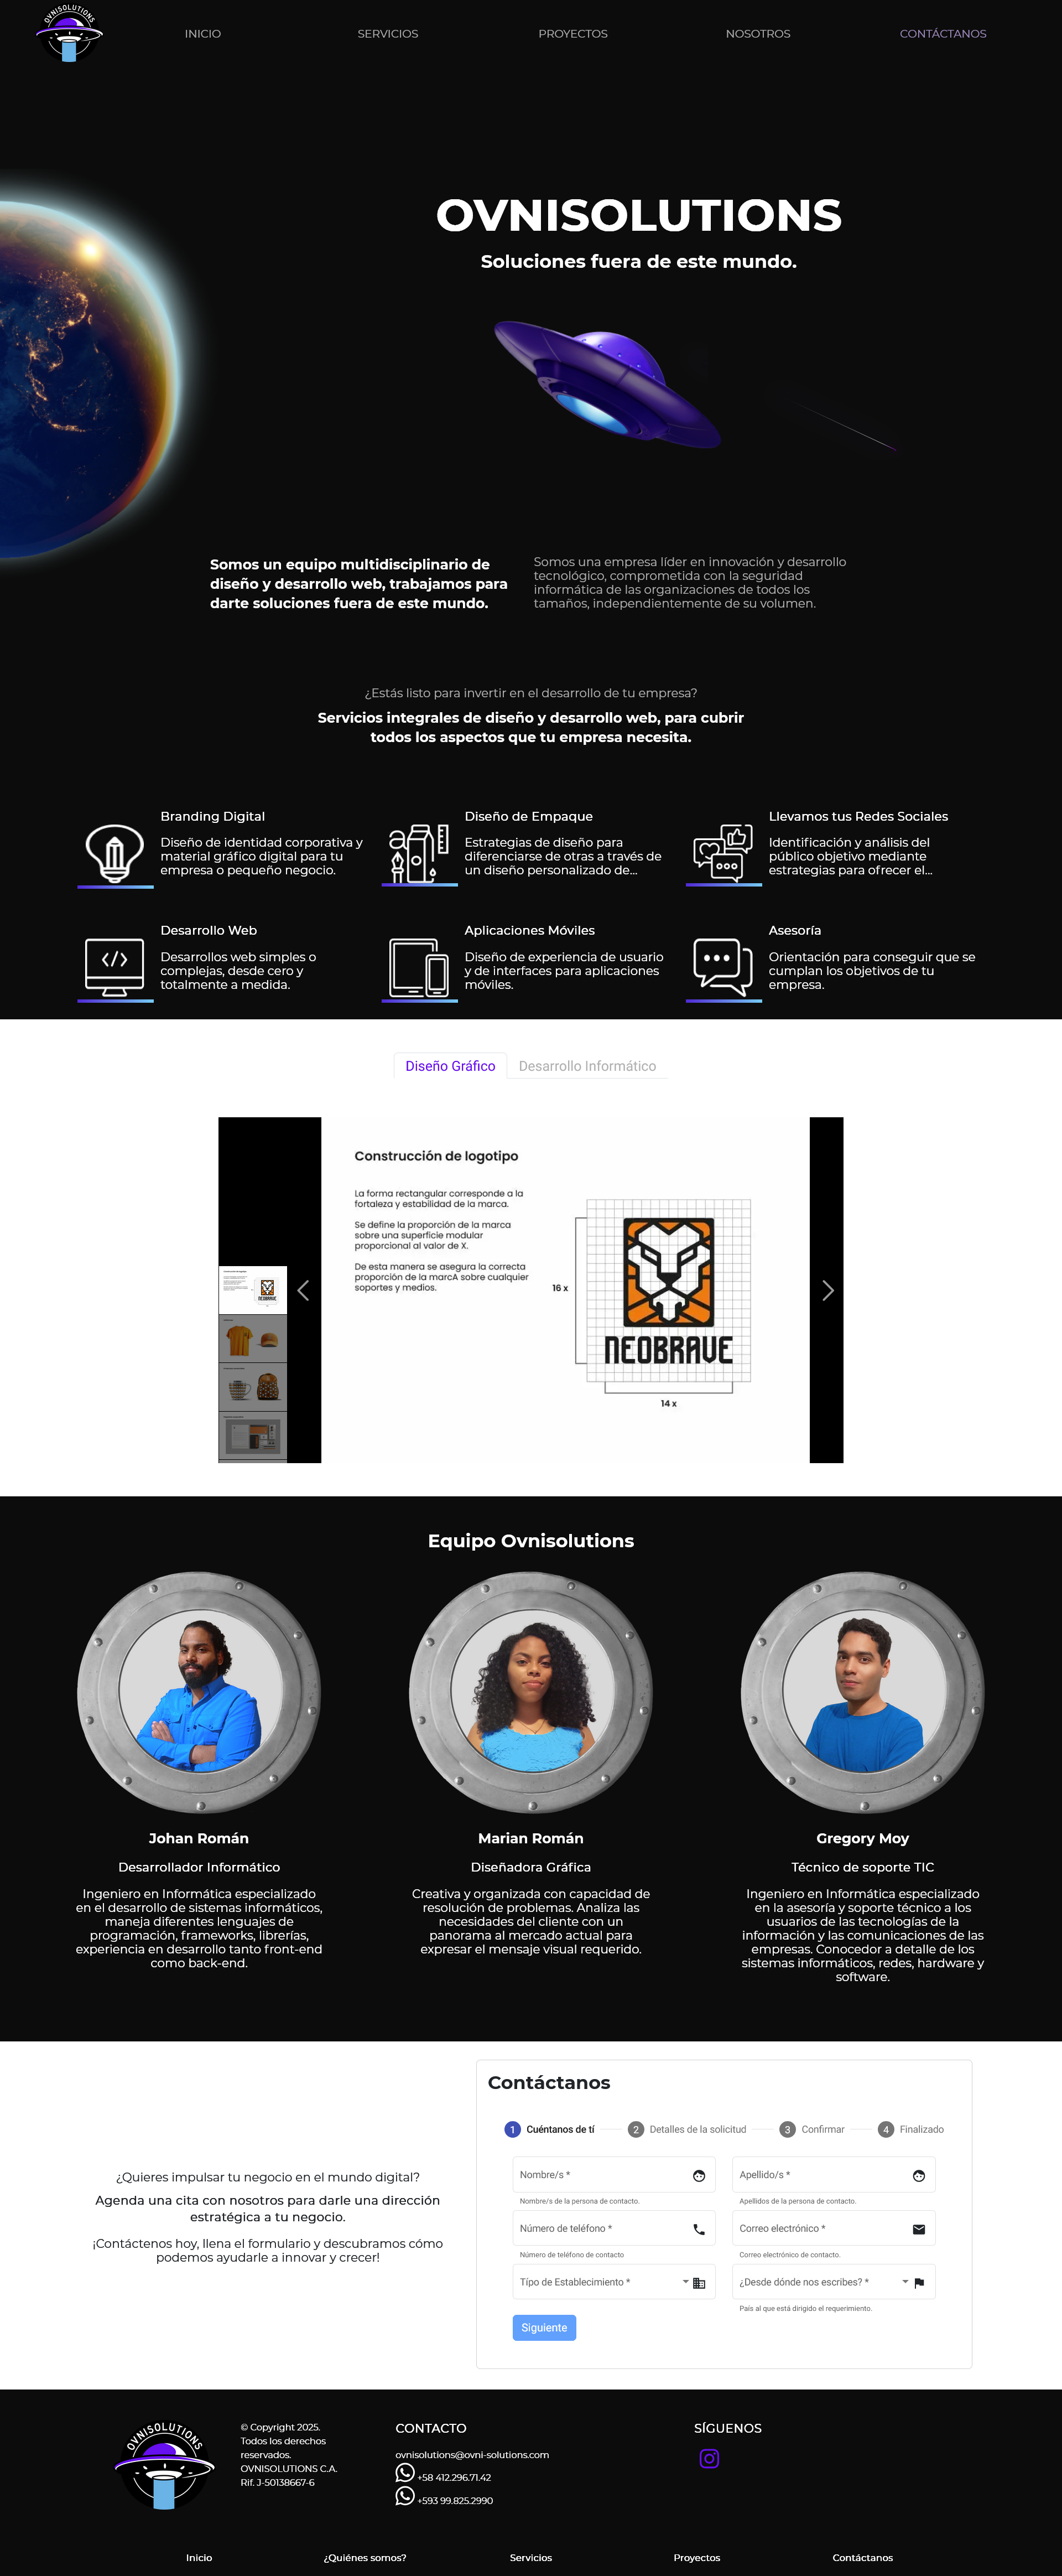 OVNISOLUTIONS
INICIO
SERVICIOS
PROYECTOS
NOSOTROS
CONTÁCTANOS
OVNISOLUTIONS
Soluciones fuera de este mundo.
Somos un equipo multidisciplinario de
diseño y desarrollo web, trabajamos para
darte soluciones fuera de este mundo.
Somos una empresa líder en innovación y desarrollo
tecnológico, comprometida con la seguridad
informática de las organizaciones de todos los
tamaños, independientemente de su volumen.
¿Estás listo para invertir en el desarrollo de tu empresa?
Servicios integrales de diseño y desarrollo web, para cubrir
todos los aspectos que tu empresa necesita.
Branding Digital
Diseño de identidad corporativa y
material gráfico digital para tu
empresa o pequeño negocio.
Diseño de Empaque
Estrategias de diseño para
diferenciarse de otras a través de
un diseño personalizado de...
Llevamos tus Redes Sociales
Identificación y análisis del
público objetivo mediante
estrategias para ofrecer el...
Desarrollo Web
Desarrollos web simples o
complejas, desde cero y
totalmente a medida.
Aplicaciones Móviles
Diseño de experiencia de usuario
y de interfaces para aplicaciones
móviles.
Asesoría
Orientación para conseguir que se
cumplan los objetivos de tu
empresa.
Diseño Gráfico
Desarrollo Informático
Construcción de logotipo
La forma rectangular corresponde a la
fortaleza y estabilidad de la marca.
Se define la proporción de la marca
sobre una superficie modular
proporcional al valor de X.
De esta manera se asegura la correcta
proporción de la marcA sobre cualquier
soportes y medios.
16 x
NEOBRAVE
14 x
NEOBRAVE
Equipo Ovnisolutions
Johan Román
Desarrollador Informático
Ingeniero en Informática especializado
en el desarrollo de sistemas informáticos,
maneja diferentes lenguajes de
programación, frameworks, librerías,
experiencia en desarrollo tanto front-end
como back-end.
Marian Román
Diseñadora Gráfica
Creativa y organizada con capacidad de
resolución de problemas. Analiza las
necesidades del cliente con un
panorama al mercado actual para
expresar el mensaje visual requerido.
Gregory Moy
Técnico de soporte TIC
Ingeniero en Informática especializado
en la asesoría y soporte técnico a los
usuarios de las tecnologías de la
información y las comunicaciones de las
empresas. Conocedor a detalle de los
sistemas informáticos, redes, hardware y
software.
¿Quieres impulsar tu negocio en el mundo digital?
Agenda una cita con nosotros para darle una dirección
estratégica a tu negocio.
¡Contáctenos hoy, llena el formulario y descubramos cómo
podemos ayudarle a innovar y crecer!
Contáctanos
1 Cuéntanos de tí
2 Detalles de la solicitud
3 Confirmar
4 Finalizado
Nombre/s *
Nombre/s de la persona de contacto.
Apellido/s *
Apellidos de la persona de contacto.
Número de teléfono *
Número de teléfono de contacto
Correo electrónico *
Correo electrónico de contacto.
Típo de Establecimiento *
¿Desde dónde nos escribes? *
País al que está dirigido el requerimiento.
Siguiente
OVNISOLUTIONS
© Copyright 2025.
Todos los derechos
reservados.
OVNISOLUTIONS C.A.
Rif. J-50138667-6
CONTACTO
ovnisolutions@ovni-solutions.com
+58 412.296.71.42
+593 99.825.2990
SÍGUENOS
Inicio
¿Quiénes somos?
Servicios
Proyectos
Contáctanos